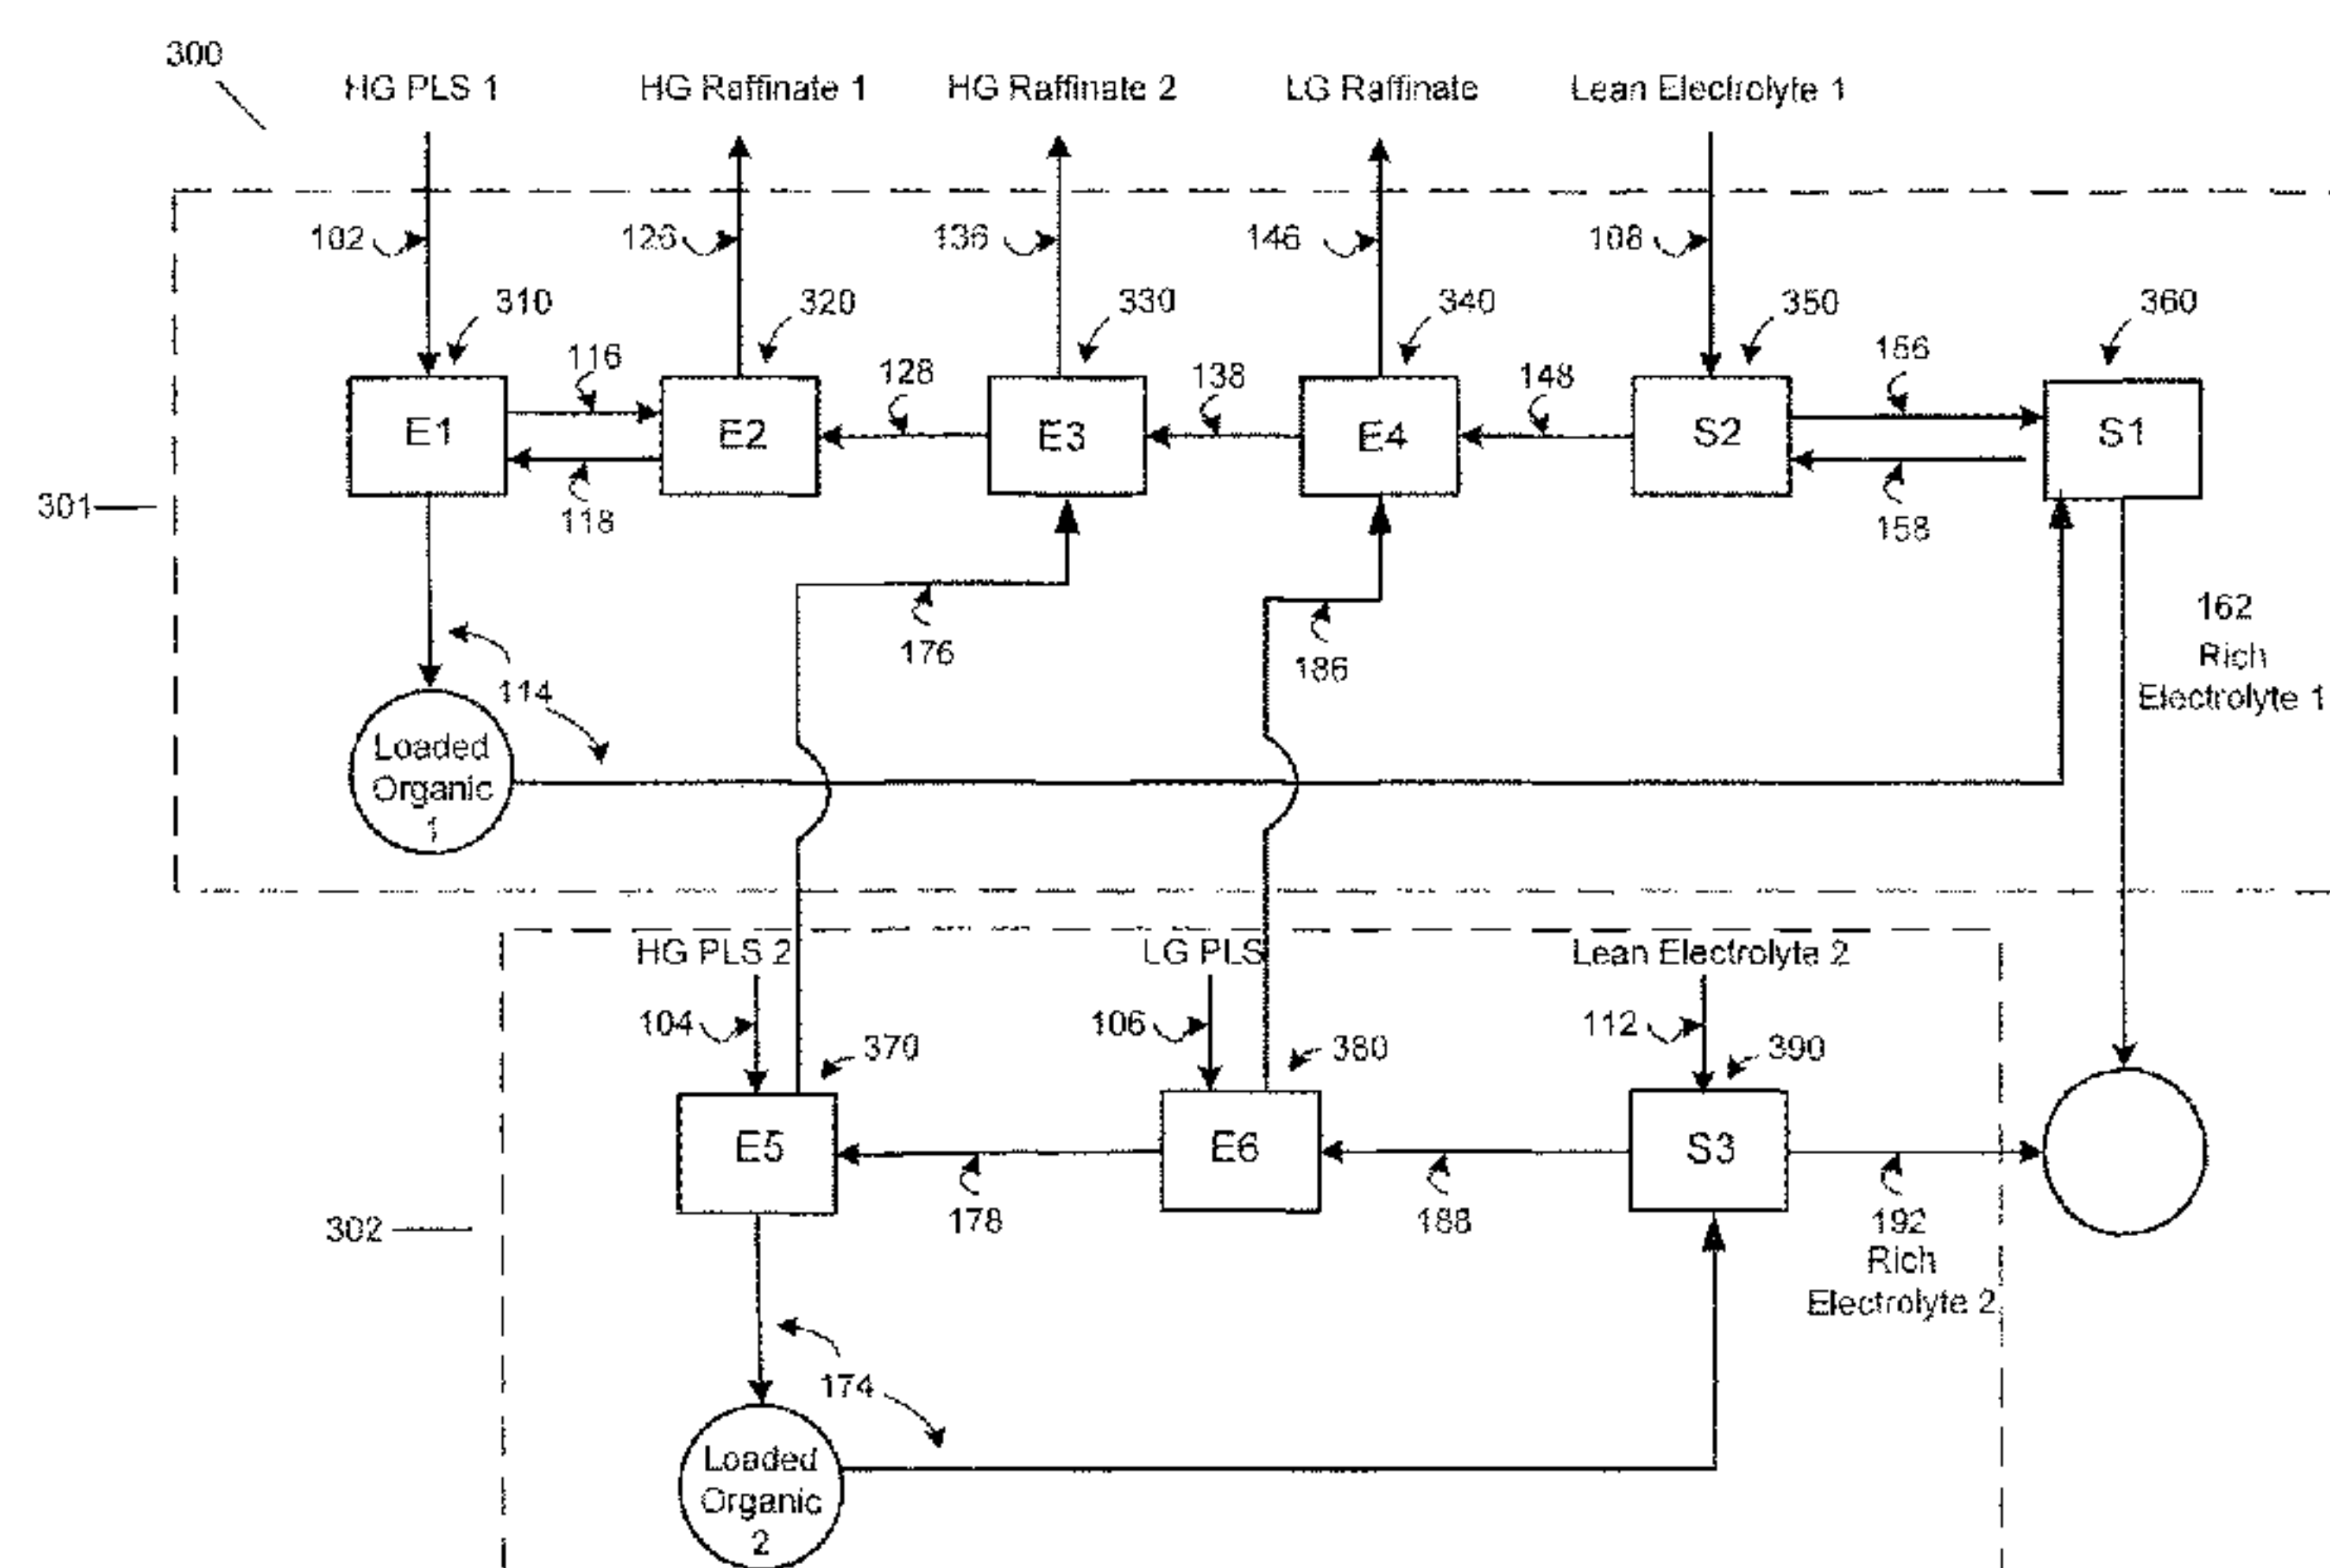 300
HG PLS 1
HG Raffinate 1
HG Raffinate 2
LG Raffinate
Lean Electrolyte 1
102
126
136
146
108
310
320
330
340
350
360
116
128
138
148
156
E1
E2
E3
E4
S2
S1
301
118
158
176
186
162
Rich
Electrolyte 1
114
Loaded
Organic
1
HG PLS 2
LG PLS
Lean Electrolyte 2
104
106
112
370
380
390
E5
E6
S3
302
178
188
192
Rich
Electrolyte 2
174
Loaded
Organic
2